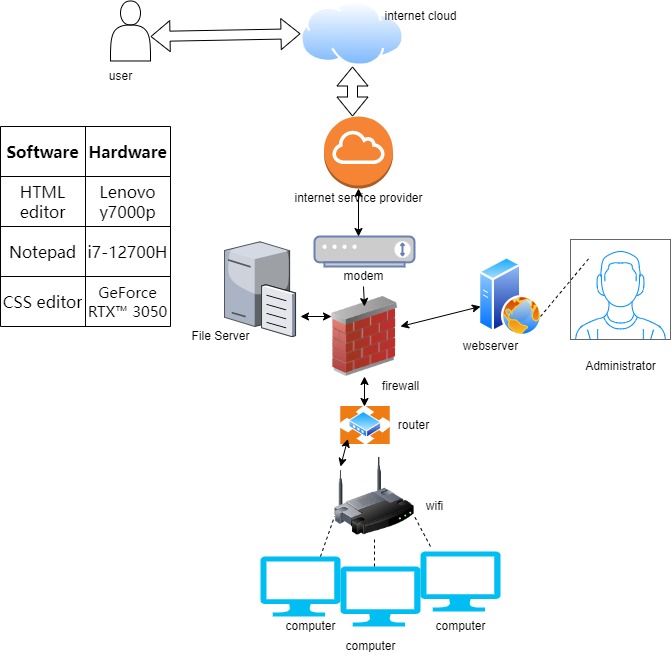 internet cloud
user
Software Hardware
HTML editor Lenovo y7000p
Notepad i7-12700H
CSS editor GeForce RTX™ 3050
internet service provider
modem
File Server
webserver
Administrator
firewall
router
wifi
computer
computer
computer